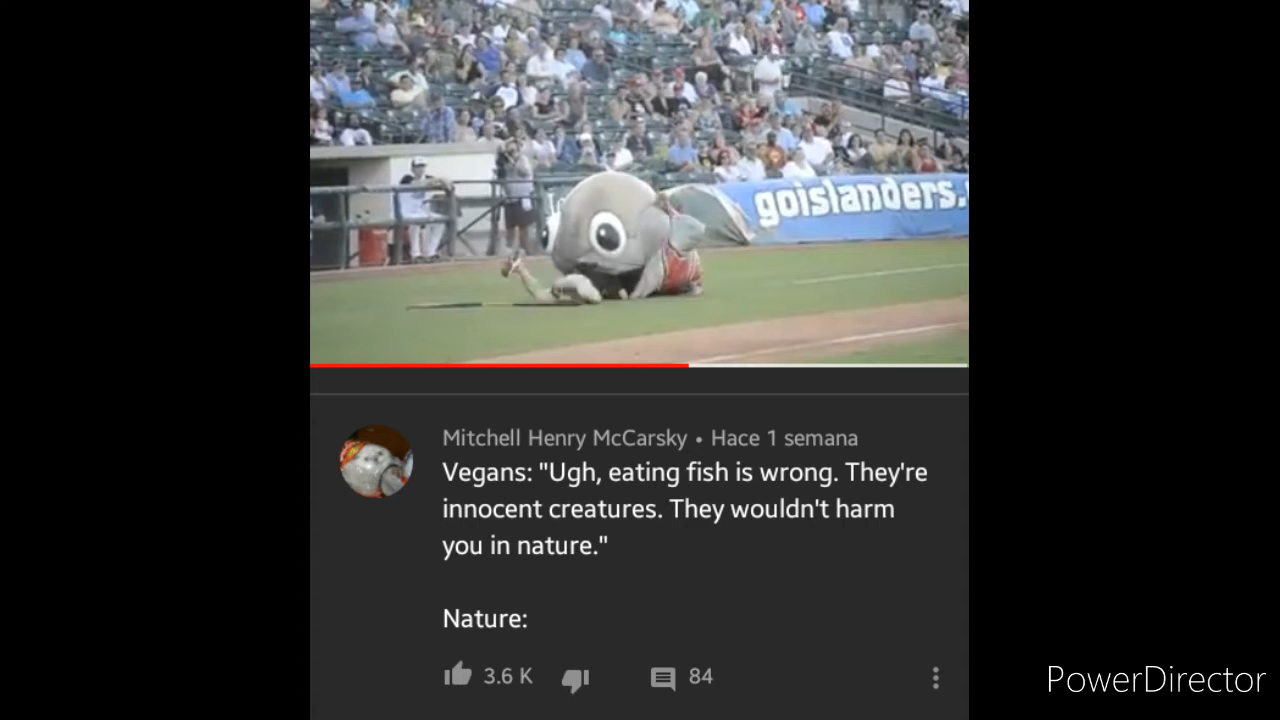 goislanders.
Mitchell Henry McCarsky • Hace 1 semana
Vegans: "Ugh, eating fish is wrong. They're
innocent creatures. They wouldn't harm
you in nature."
Nature:
3.6 K 84
PowerDirector